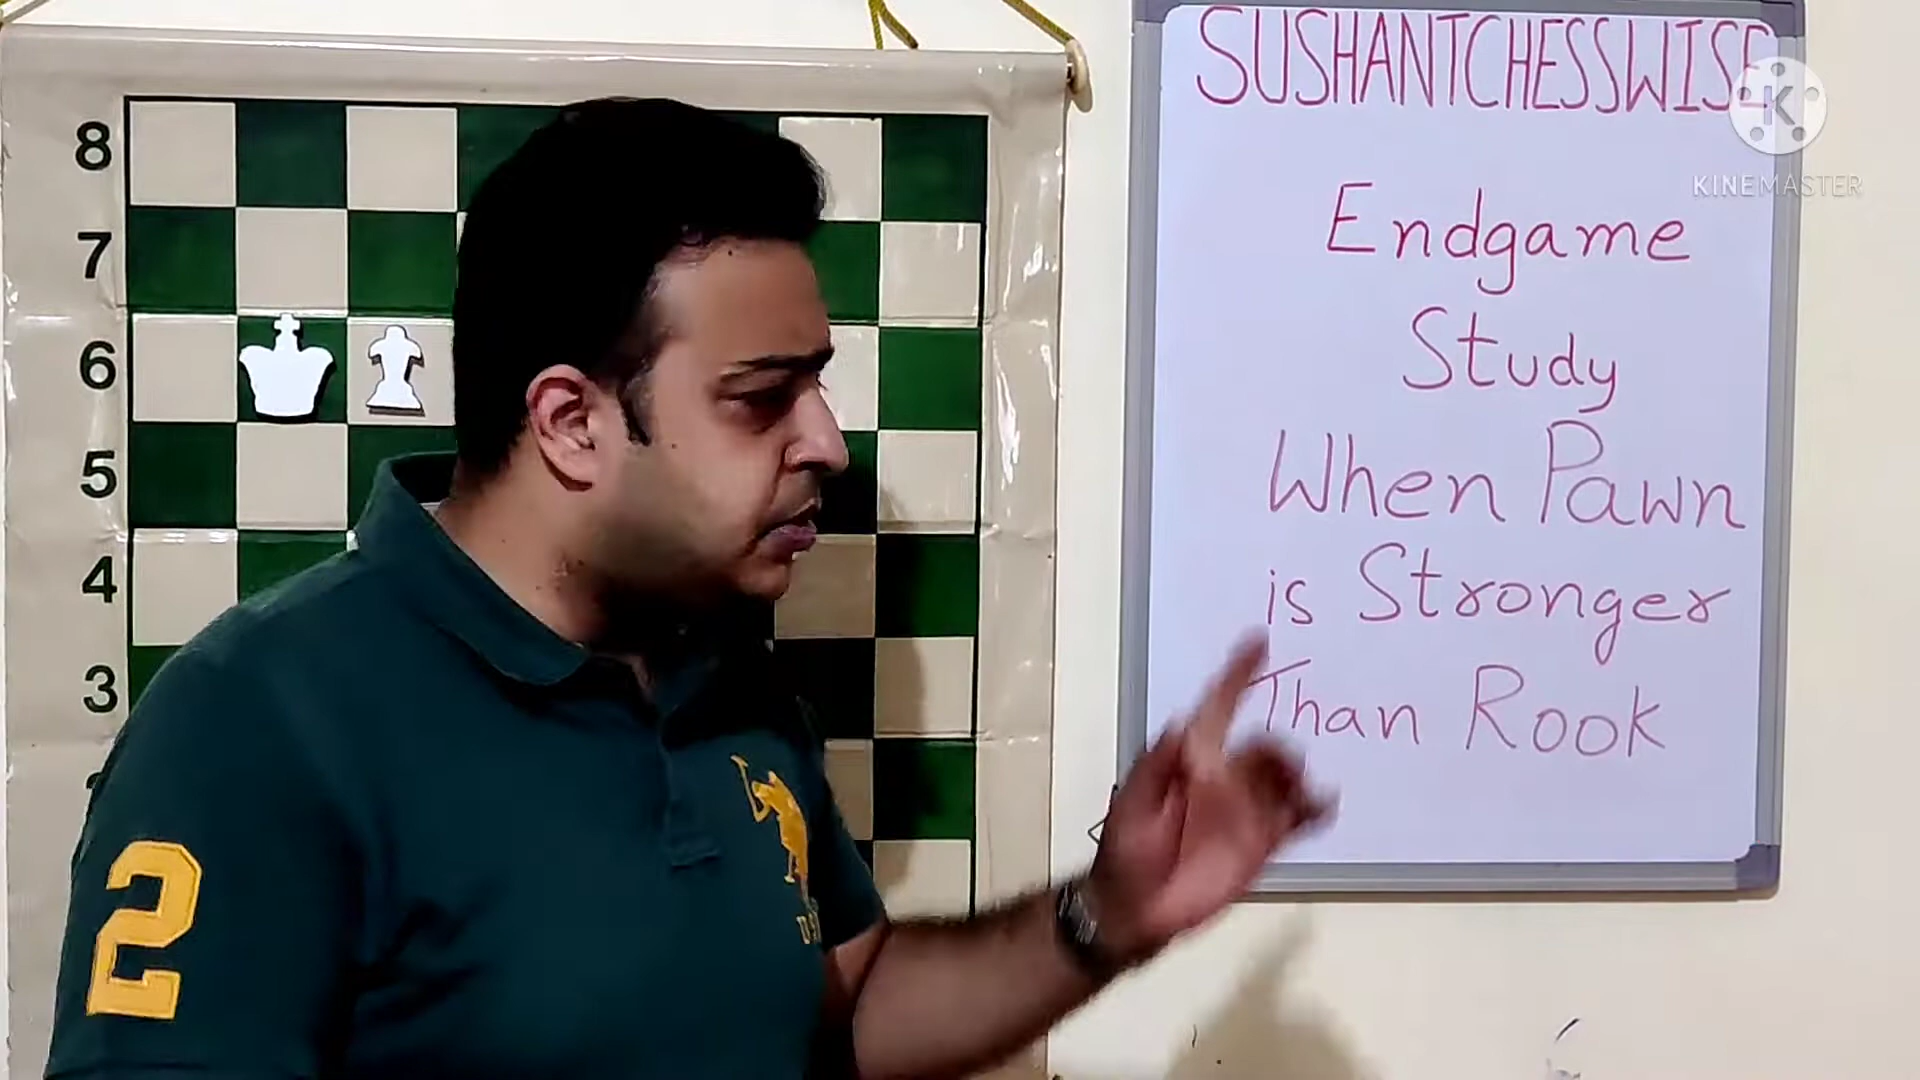 SUSHANTCHESSWISE
KINEMASTER
Endgame
Study
When Pawn
is Stronger
Than Rook
8
7
6
5
4
3
2